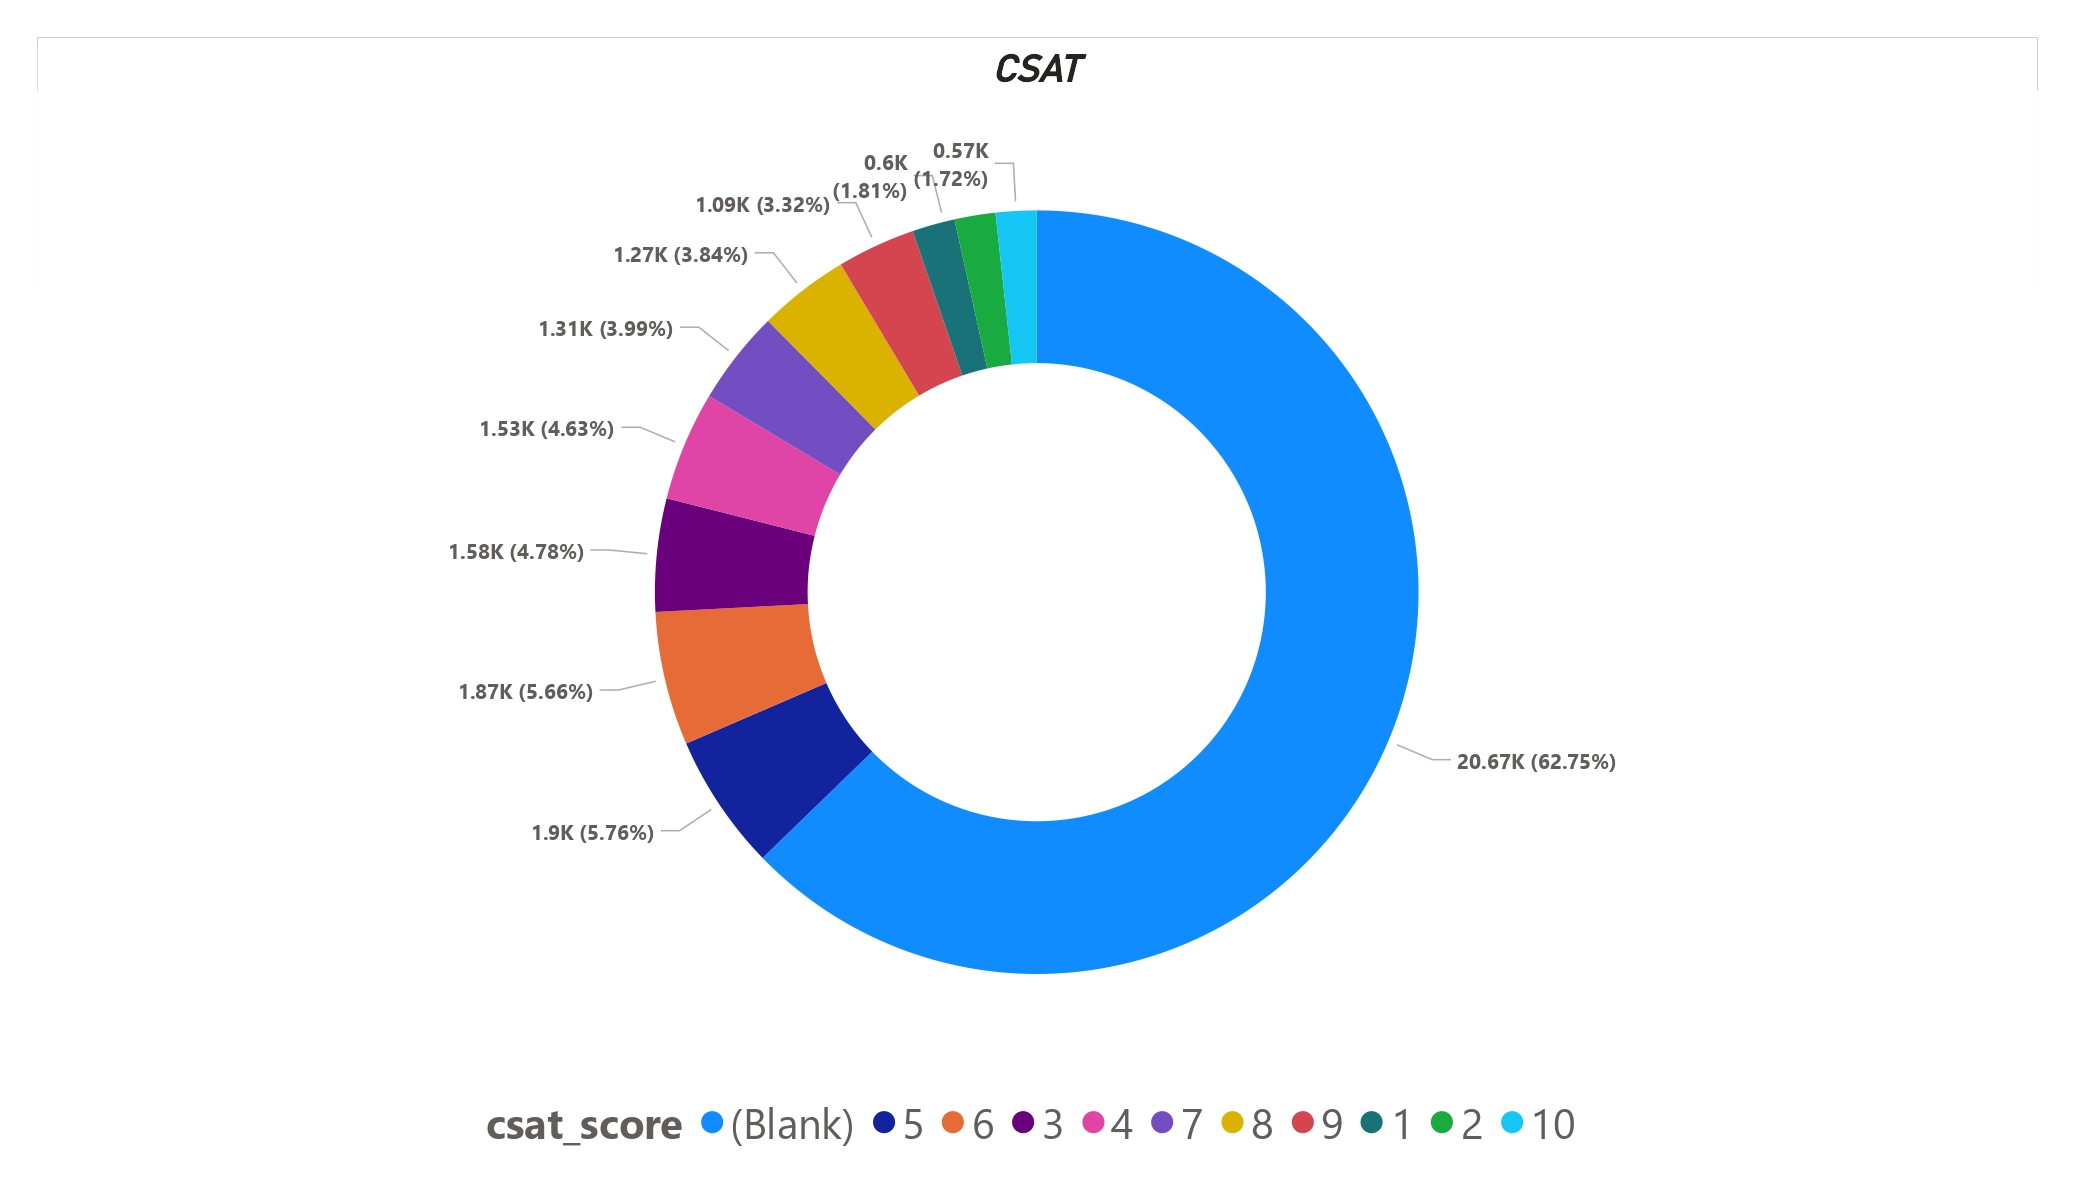 CSAT
0.57K
(1.72%)
0.6K
(1.81%)
1.09K (3.32%)
1.27K (3.84%)
1.31K (3.99%)
1.53K (4.63%)
1.58K (4.78%)
1.87K (5.66%)
1.9K (5.76%)
20.67K (62.75%)
csat_score (Blank) 5 6 3 4 7 8 9 1 2 10